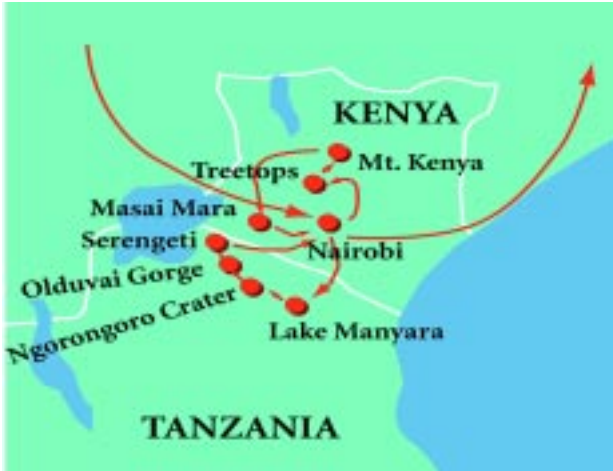 KENYA
Treetops
Mt. Kenya
Masai Mara
Serengeti
Nairobi
Olduvai Gorge
Ngorongoro Crater
Lake Manyara
TANZANIA